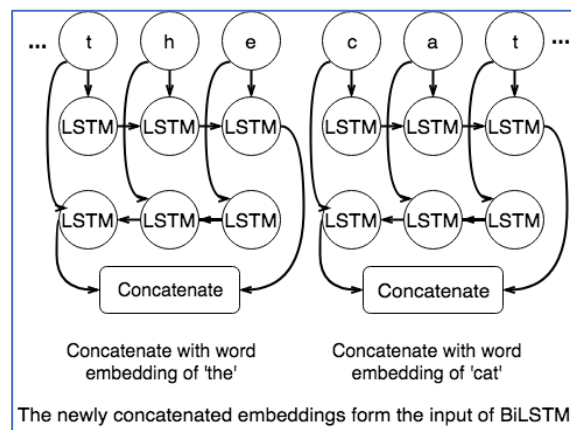 ... t h e c a t ...
LSTM LSTM LSTM LSTM LSTM LSTM
LSTM LSTM LSTM LSTM LSTM LSTM
Concatenate Concatenate
Concatenate with word Concatenate with word
embedding of 'the' embedding of 'cat'
The newly concatenated embeddings form the input of BiLSTM